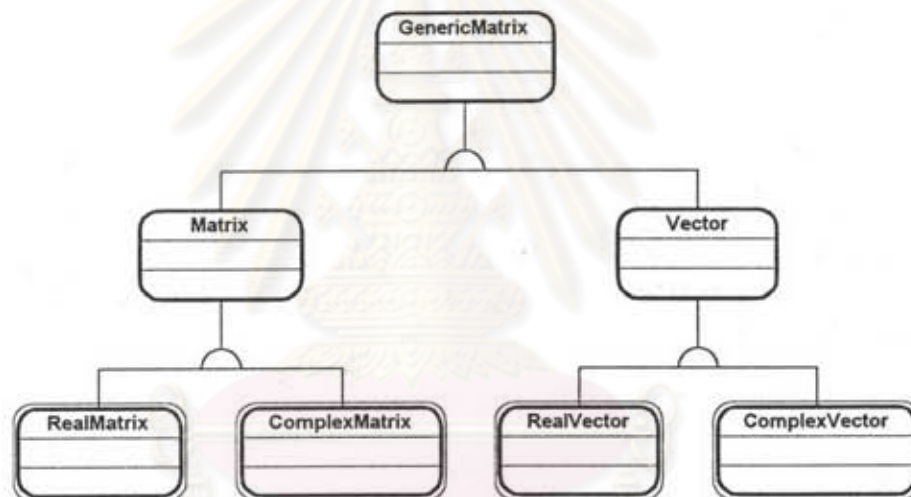 GenericMatrix
Matrix
Vector
RealMatrix
ComplexMatrix
RealVector
ComplexVector